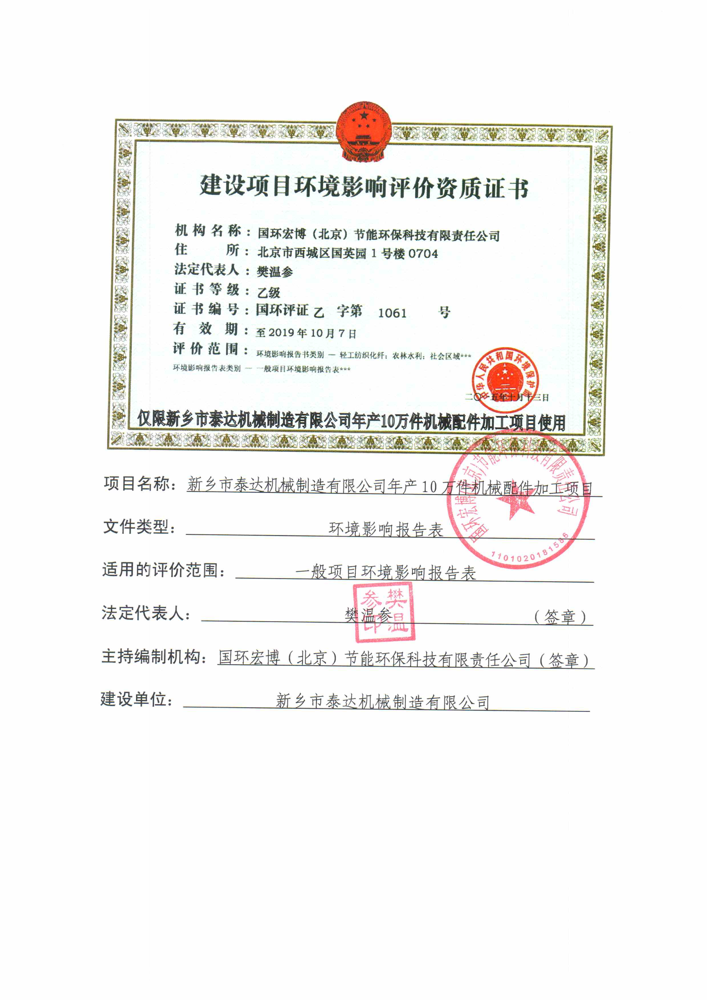 建设项目环境影响评价资质证书
机构名称：国环宏博（北京）节能环保科技有限责任公司
住 所：北京市西城区国英园1号楼0704
法定代表人：樊温参
证书等级：乙级
证书编号：国环评证 乙 字第 1061 号
有效期：至2019年10月7日
评价范围：环境影响报告书类别 — 轻工纺织化纤；农林水利；社会区域***
环境影响报告表类别 — 一般项目环境影响报告表***
中华人民共和国环境保护部
二〇一五年十月十三日
仅限新乡市泰达机械制造有限公司年产10万件机械配件加工项目使用
国环宏博(北京)节能环保科技有限责任公司
1101020181586
项目名称：新乡市泰达机械制造有限公司年产10万件机械配件加工项目
文件类型：环境影响报告表
适用的评价范围：一般项目环境影响报告表
法定代表人：樊温参（签章）
樊温参印
主持编制机构：国环宏博（北京）节能环保科技有限责任公司（签章）
建设单位：新乡市泰达机械制造有限公司